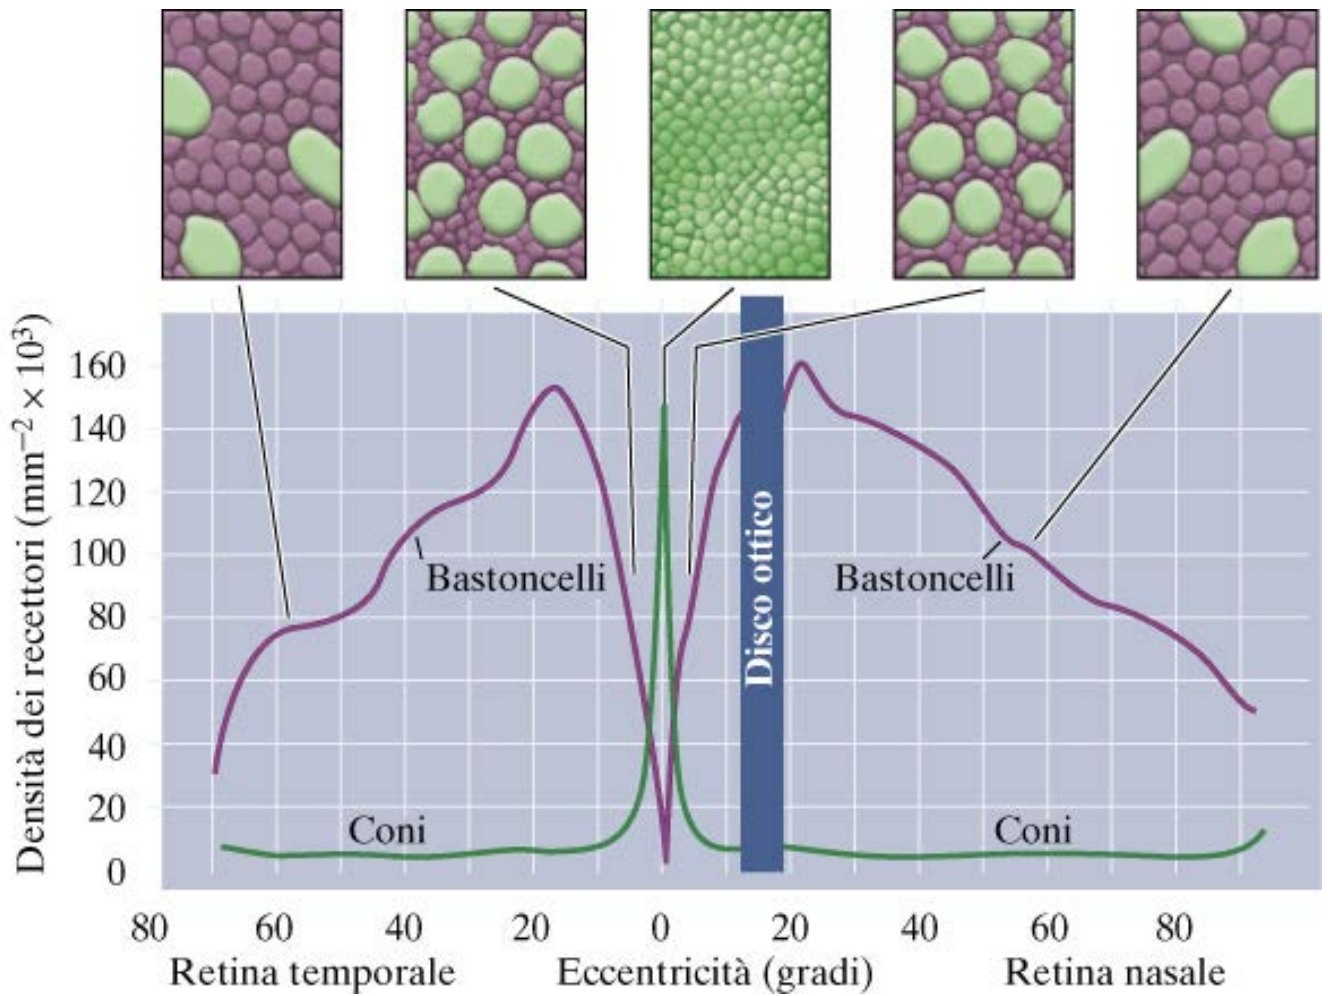 Densità dei recettori (mm⁻² × 10³)
160
140
120
100
80
60
40
20
0
Bastoncelli
Bastoncelli
Disco ottico
Coni
Coni
80 60 40 20 0 20 40 60 80
Retina temporale Eccentricità (gradi) Retina nasale